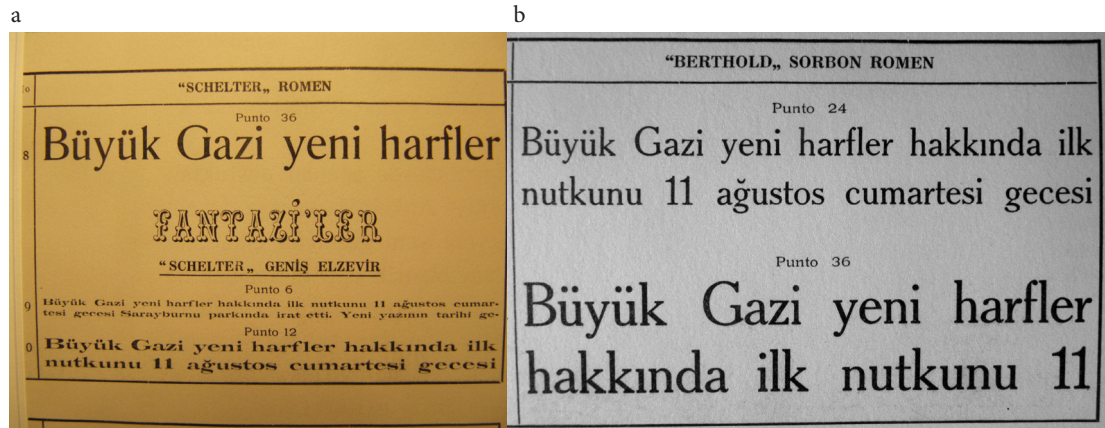 a
"SCHELTER„ ROMEN
Punto 36
8
Büyük Gazi yeni harfler
FANTAZİ'LER
"SCHELTER„ GENİŞ ELZEVİR
Punto 6
9
Büyük Gazi yeni harfler hakkında ilk nutkunu 11 ağustos cumar-
tesi gecesi Sarayburnu parkında irat etti. Yeni yazının tarihi ge-
Punto 12
0
Büyük Gazi yeni harfler hakkında ilk
nutkunu 11 ağustos cumartesi gecesi
b
"BERTHOLD„ SORBON ROMEN
Punto 24
Büyük Gazi yeni harfler hakkında ilk
nutkunu 11 ağustos cumartesi gecesi
Punto 36
Büyük Gazi yeni harfler
hakkında ilk nutkunu 11